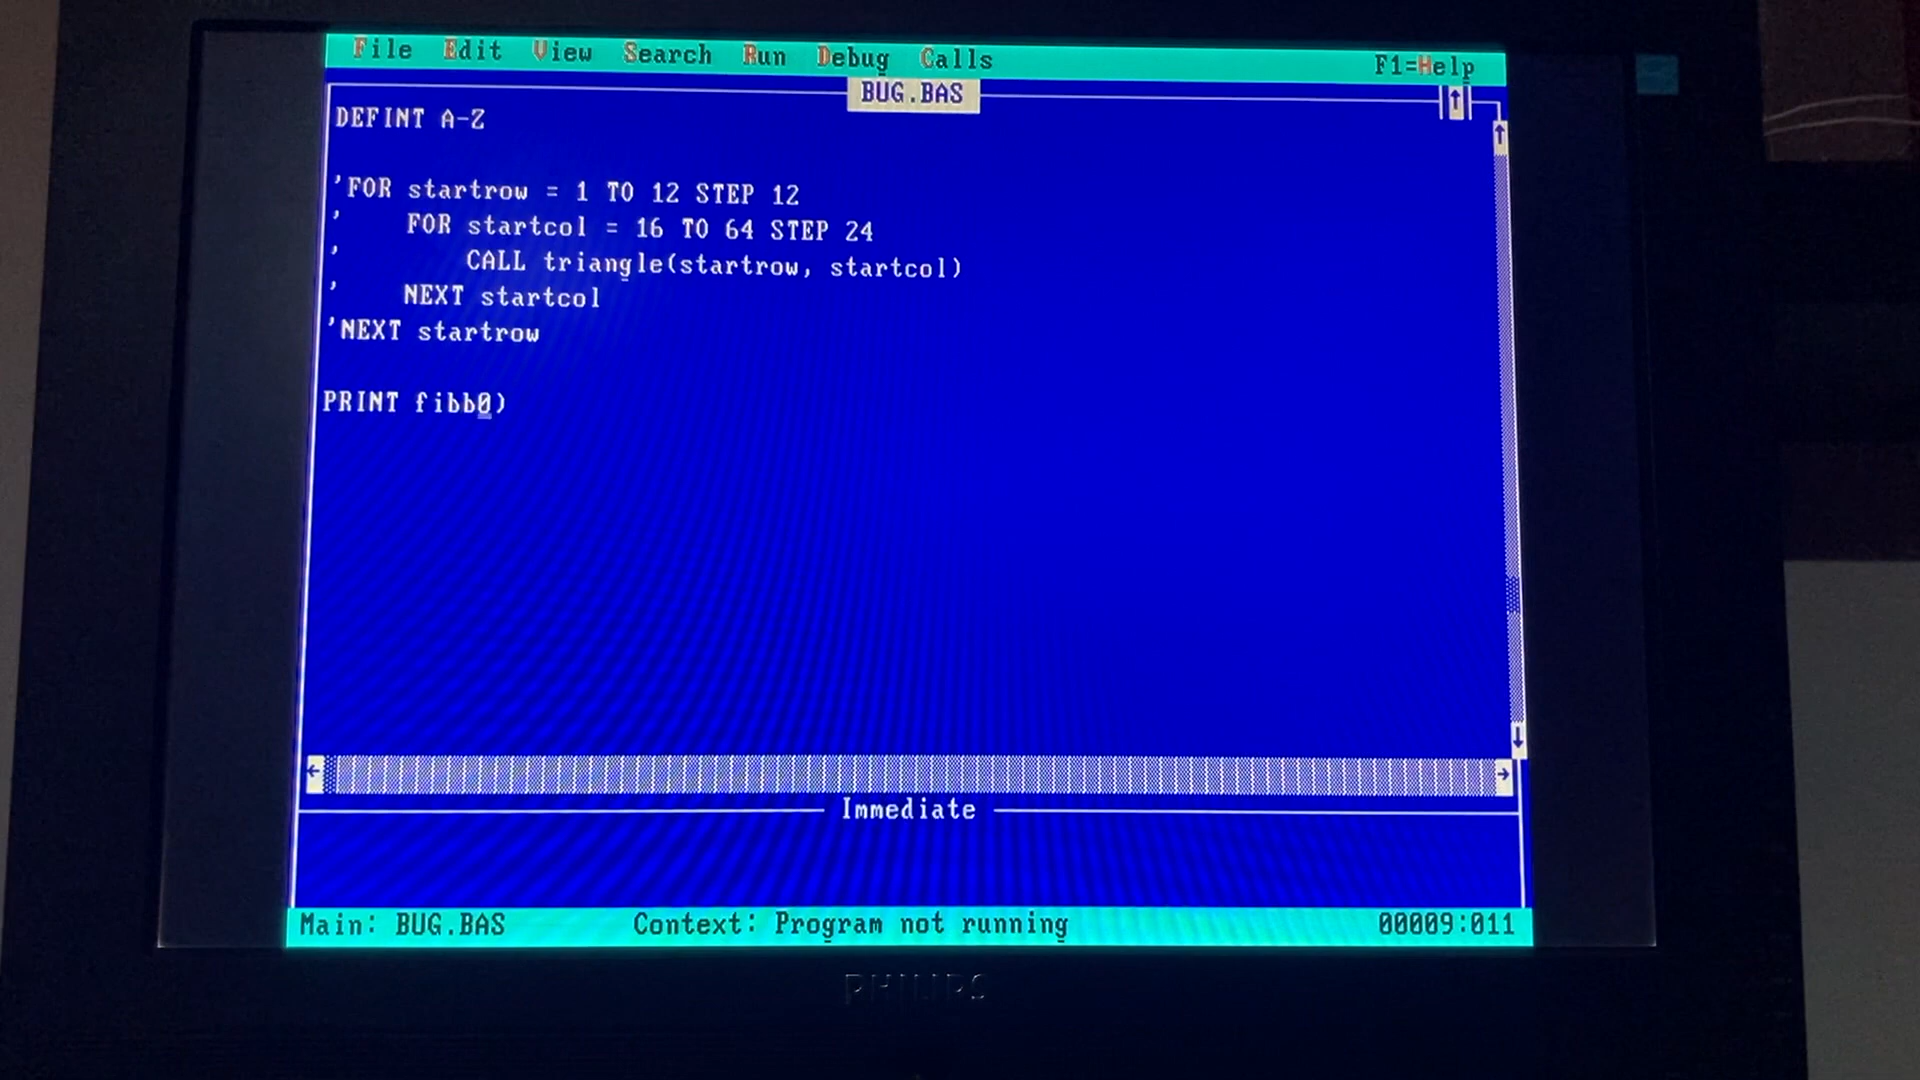 File Edit View Search Run Debug Calls F1=Help
BUG.BAS
DEFINT A-Z
'FOR startrow = 1 TO 12 STEP 12
'    FOR startcol = 16 TO 64 STEP 24
'        CALL triangle(startrow, startcol)
'    NEXT startcol
'NEXT startrow
PRINT fibb0)
Immediate
Main: BUG.BAS Context: Program not running 00009:011
PHILIPS